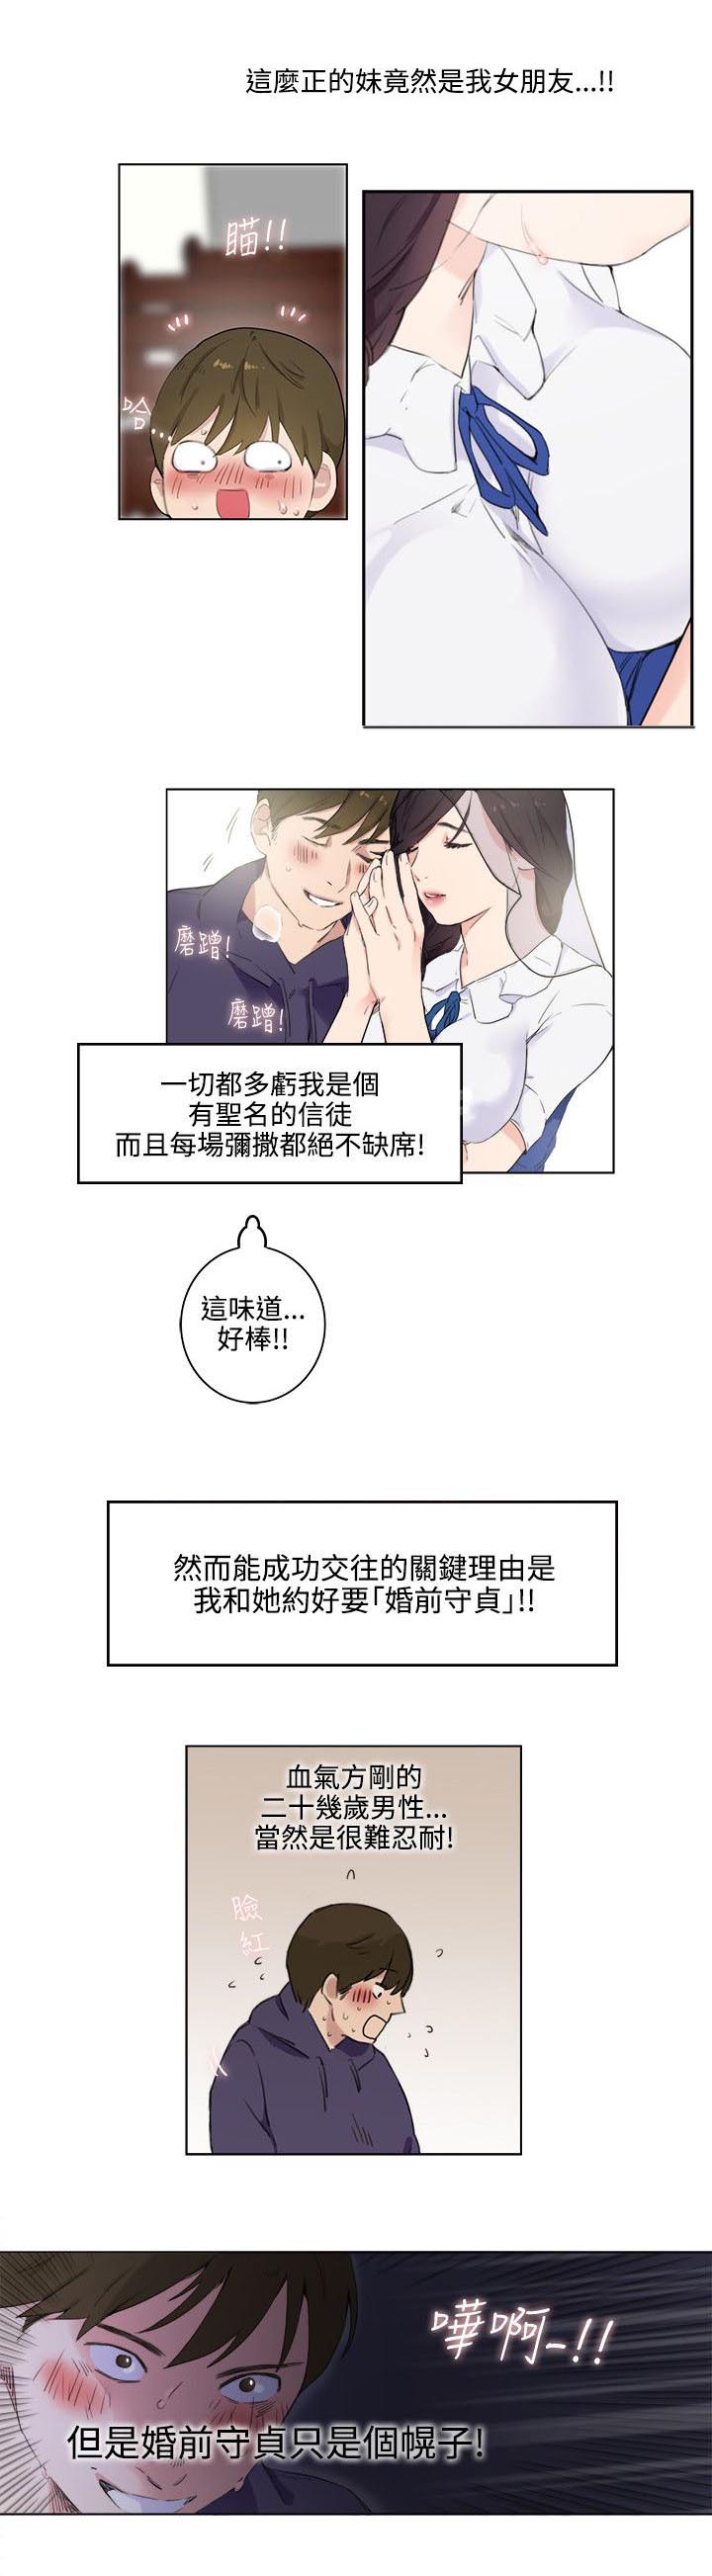 這麼正的妹竟然是我女朋友...!!
瞄!!
哈...
磨蹭!
磨蹭!
一切都多虧我是個
有聖名的信徒
而且每場彌撒都絕不缺席!
這味道...
好棒!!
然而能成功交往的關鍵理由是
我和她約好要「婚前守貞」!!
血氣方剛的
二十幾歲男性...
當然是很難忍耐!
臉
紅
嘩啊-!!
但是婚前守貞只是個幌子!